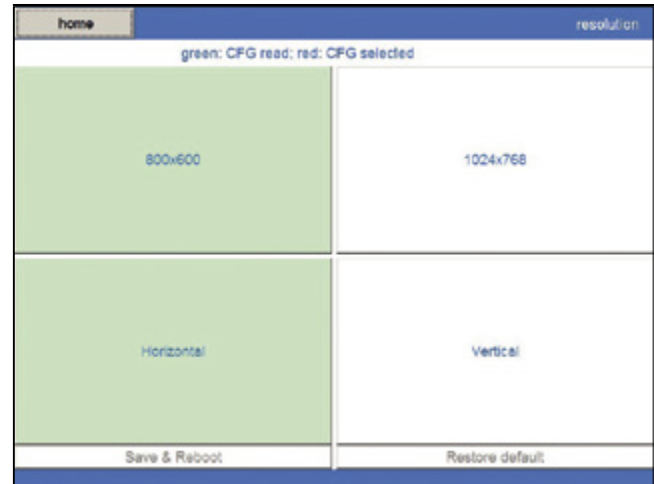 home resolution
green: CFG read; red: CFG selected
800x600 1024x768
Horizontal Vertical
Save & Reboot Restore default